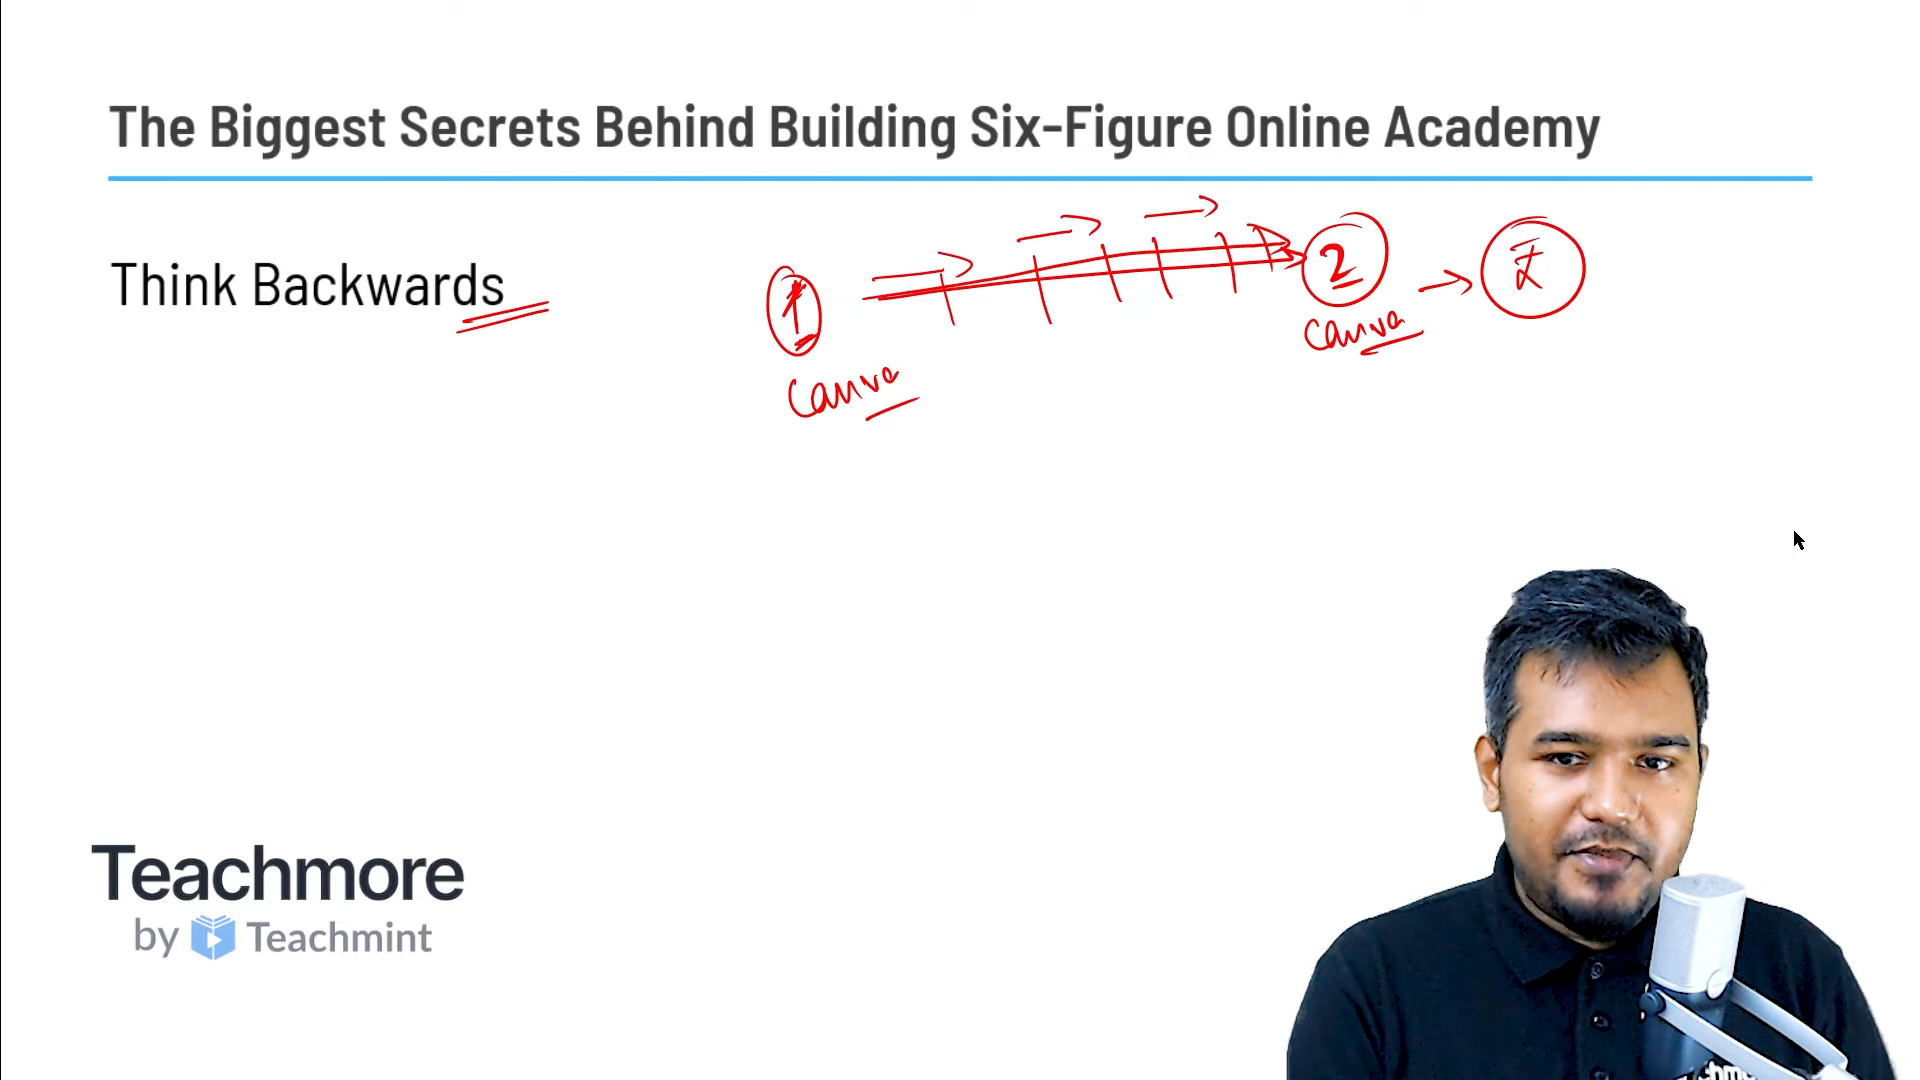 The Biggest Secrets Behind Building Six-Figure Online Academy
Think Backwards
1
2
₹
Canva
Canva
Teachmore
by Teachmint